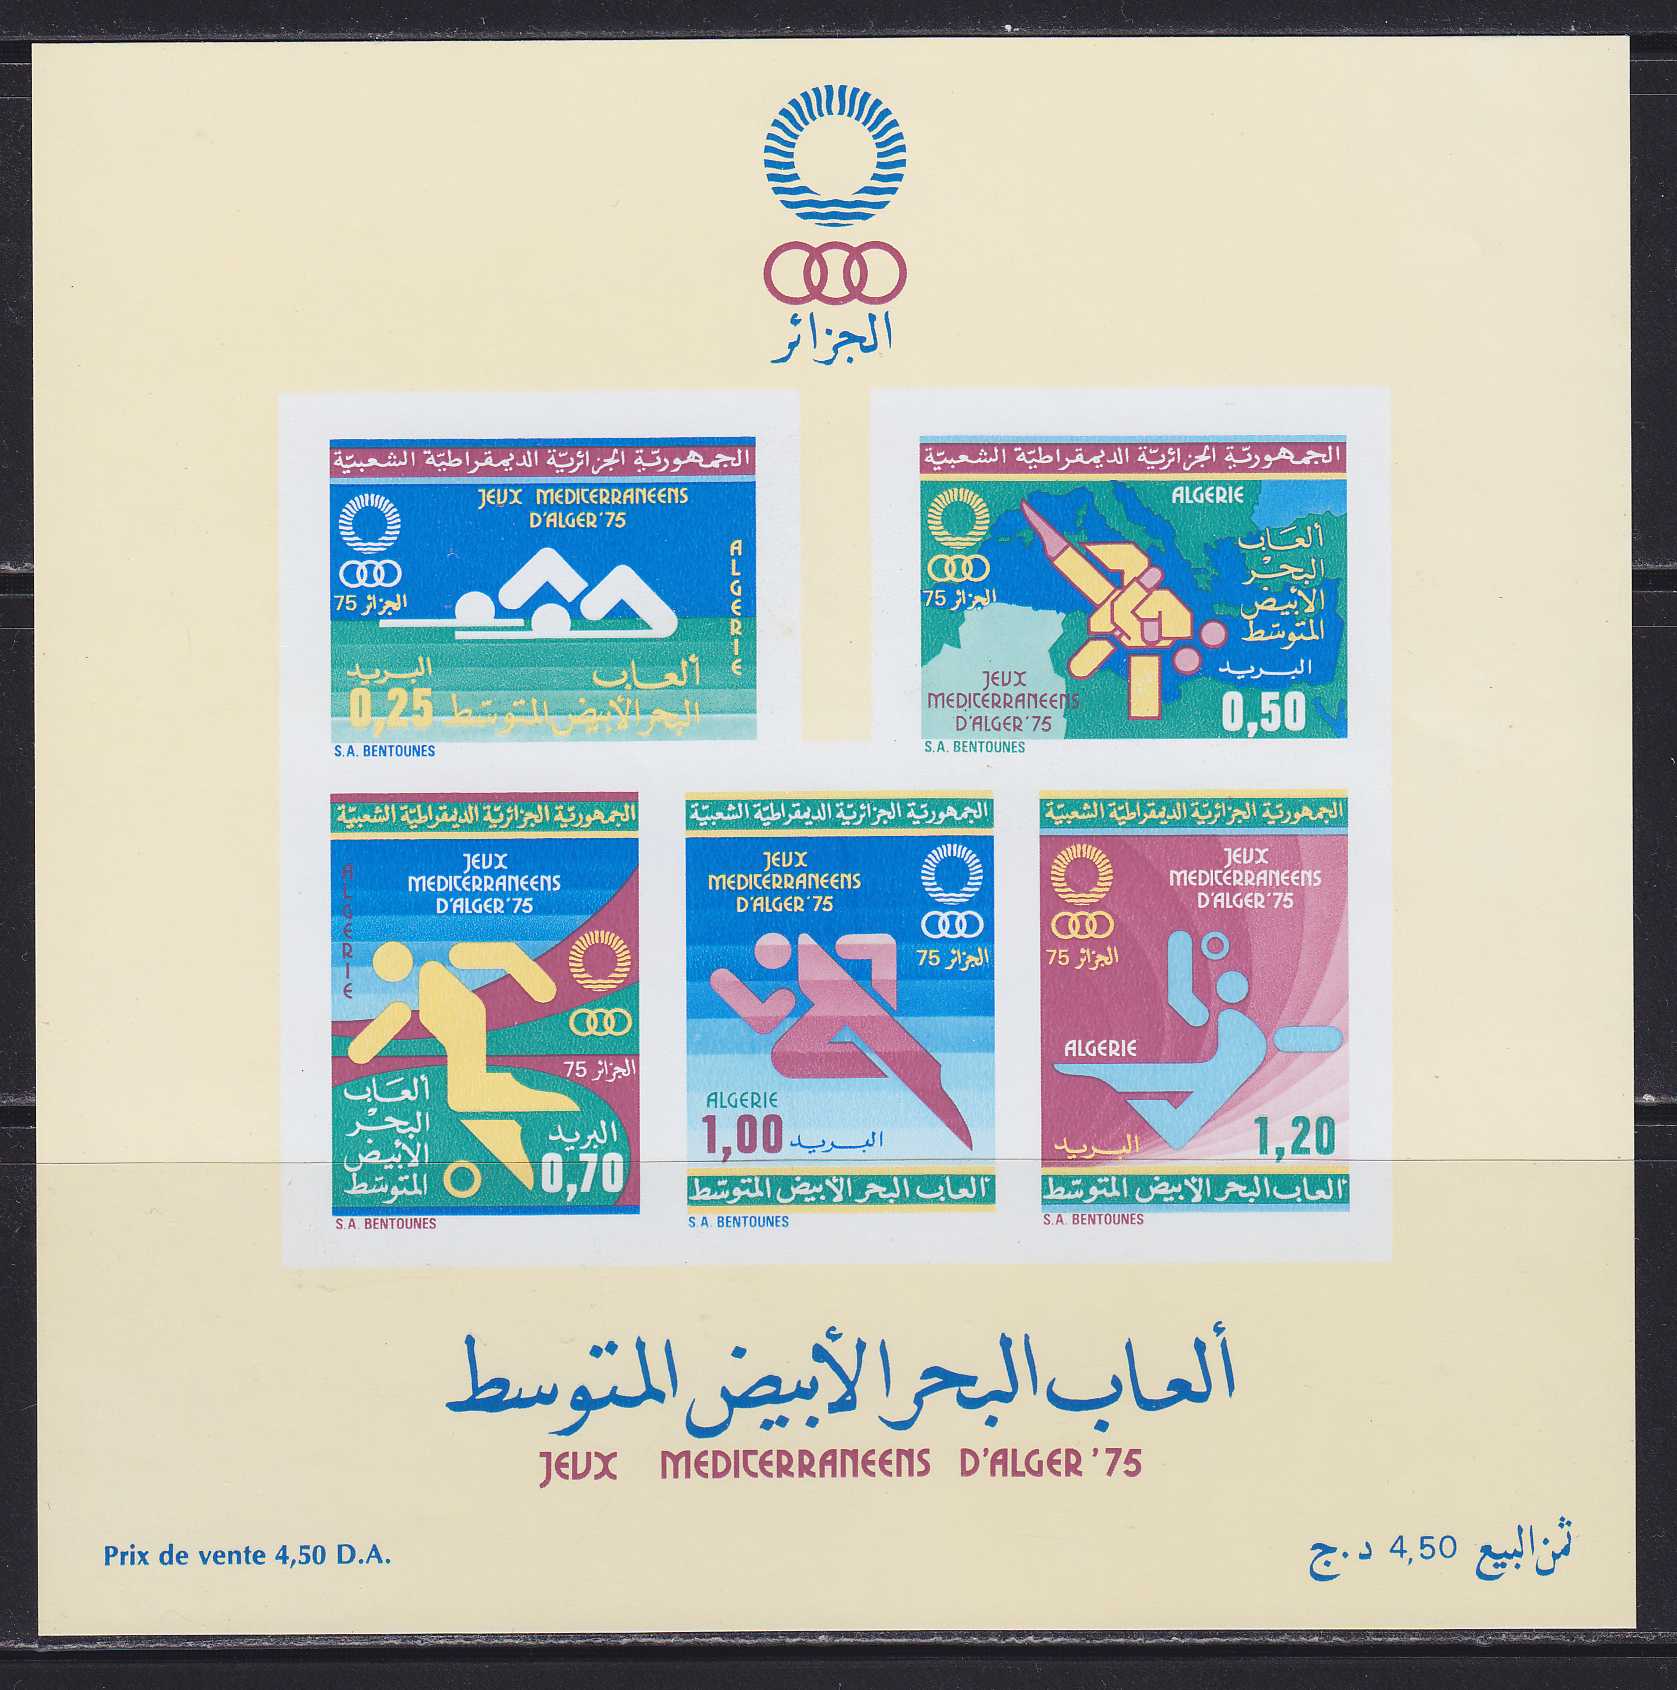 الجزائر
الجمهورية الجزائرية الديمقراطية الشعبية
JEUX MEDITERRANEENS
D'ALGER '75
75 الجزائر
ALGERIE
البريد
0,25
ألعاب
البحر الأبيض المتوسط
S.A. BENTOUNES
الجمهورية الجزائرية الديمقراطية الشعبية
ALGERIE
75 الجزائر
ألعاب
البحر
الأبيض
المتوسط
البريد
JEUX
MEDITERRANEENS
D'ALGER '75
0,50
S.A. BENTOUNES
الجمهورية الجزائرية الديمقراطية الشعبية
ALGERIE
JEUX
MEDITERRANEENS
D'ALGER '75
75 الجزائر
ألعاب
البحر
الأبيض
المتوسط
البريد
0,70
S.A. BENTOUNES
الجمهورية الجزائرية الديمقراطية الشعبية
JEUX
MEDITERRANEENS
D'ALGER '75
75 الجزائر
ALGERIE
1,00 البريد
ألعاب البحر الأبيض المتوسط
S.A. BENTOUNES
الجمهورية الجزائرية الديمقراطية الشعبية
JEUX
MEDITERRANEENS
D'ALGER '75
75 الجزائر
ALGERIE
البريد 1,20
ألعاب البحر الأبيض المتوسط
S.A. BENTOUNES
ألعاب البحر الأبيض المتوسط
JEUX MEDITERRANEENS D'ALGER '75
Prix de vente 4,50 D.A.
ثمن البيع 4,50 د.ج